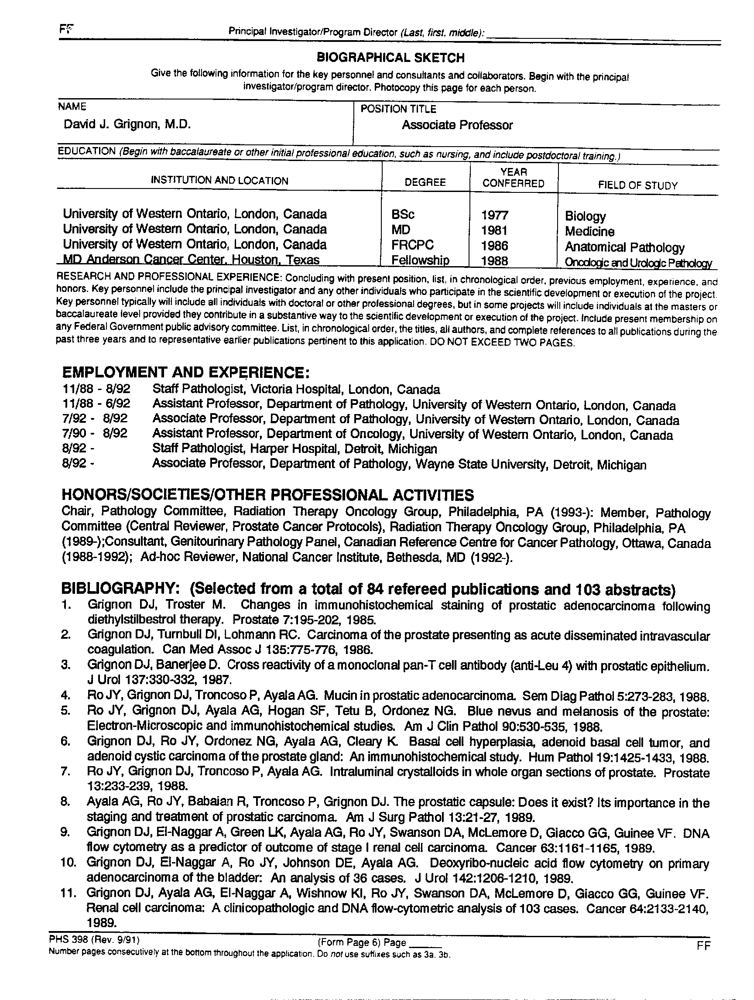 FF
Principal Investigator/Program Director (Last, first, middle):
BIOGRAPHICAL SKETCH
Give the following information for the key personnel and consultants and collaborators. Begin with the principal
investigator/program director. Photocopy this page for each person.
NAME
POSITION TITLE
David J. Grignon, M.D.
Associate Professor
EDUCATION (Begin with baccalaureate or other initial professional education, such as nursing, and include postdoctoral training.)
INSTITUTION AND LOCATION DEGREE YEAR CONFERRED FIELD OF STUDY
University of Western Ontario, London, Canada BSc 1977 Biology
University of Western Ontario, London, Canada MD 1981 Medicine
University of Western Ontario, London, Canada FRCPC 1986 Anatomical Pathology
MD Anderson Cancer Center, Houston, Texas Fellowship 1988 Oncologic and Urologic Pathology
RESEARCH AND PROFESSIONAL EXPERIENCE: Concluding with present position, list, in chronological order, previous employment, experience, and
honors. Key personnel include the principal investigator and any other individuals who participate in the scientific development or execution of the project.
Key personnel typically will include all individuals with doctoral or other professional degrees, but in some projects will include individuals at the masters or
baccalaureate level provided they contribute in a substantive way to the scientific development or execution of the project. Include present membership on
any Federal Government public advisory committee. List, in chronological order, the titles, all authors, and complete references to all publications during the
past three years and to representative earlier publications pertinent to this application. DO NOT EXCEED TWO PAGES.
EMPLOYMENT AND EXPERIENCE:
11/88 - 8/92 Staff Pathologist, Victoria Hospital, London, Canada
11/88 - 6/92 Assistant Professor, Department of Pathology, University of Western Ontario, London, Canada
7/92 - 8/92 Associate Professor, Department of Pathology, University of Western Ontario, London, Canada
7/90 - 8/92 Assistant Professor, Department of Oncology, University of Western Ontario, London, Canada
8/92 - Staff Pathologist, Harper Hospital, Detroit, Michigan
8/92 - Associate Professor, Department of Pathology, Wayne State University, Detroit, Michigan
HONORS/SOCIETIES/OTHER PROFESSIONAL ACTIVITIES
Chair, Pathology Committee, Radiation Therapy Oncology Group, Philadelphia, PA (1993-): Member, Pathology
Committee (Central Reviewer, Prostate Cancer Protocols), Radiation Therapy Oncology Group, Philadelphia, PA
(1989-);Consultant, Genitourinary Pathology Panel, Canadian Reference Centre for Cancer Pathology, Ottawa, Canada
(1988-1992); Ad-hoc Reviewer, National Cancer Institute, Bethesda, MD (1992-).
BIBLIOGRAPHY: (Selected from a total of 84 refereed publications and 103 abstracts)
1. Grignon DJ, Troster M. Changes in immunohistochemical staining of prostatic adenocarcinoma following
diethylstilbestrol therapy. Prostate 7:195-202, 1985.
2. Grignon DJ, Turnbull DI, Lohmann RC. Carcinoma of the prostate presenting as acute disseminated intravascular
coagulation. Can Med Assoc J 135:775-776, 1986.
3. Grignon DJ, Banerjee D. Cross reactivity of a monoclonal pan-T cell antibody (anti-Leu 4) with prostatic epithelium.
J Urol 137:330-332, 1987.
4. Ro JY, Grignon DJ, Troncoso P, Ayala AG. Mucin in prostatic adenocarcinoma. Sem Diag Pathol 5:273-283, 1988.
5. Ro JY, Grignon DJ, Ayala AG, Hogan SF, Tetu B, Ordonez NG. Blue nevus and melanosis of the prostate:
Electron-Microscopic and immunohistochemical studies. Am J Clin Pathol 90:530-535, 1988.
6. Grignon DJ, Ro JY, Ordonez NG, Ayala AG, Cleary K. Basal cell hyperplasia, adenoid basal cell tumor, and
adenoid cystic carcinoma of the prostate gland: An immunohistochemical study. Hum Pathol 19:1425-1433, 1988.
7. Ro JY, Grignon DJ, Troncoso P, Ayala AG. Intraluminal crystalloids in whole organ sections of prostate. Prostate
13:233-239, 1988.
8. Ayala AG, Ro JY, Babaian R, Troncoso P, Grignon DJ. The prostatic capsule: Does it exist? Its importance in the
staging and treatment of prostatic carcinoma. Am J Surg Pathol 13:21-27, 1989.
9. Grignon DJ, El-Naggar A, Green LK, Ayala AG, Ro JY, Swanson DA, McLemore D, Giacco GG, Guinee VF. DNA
flow cytometry as a predictor of outcome of stage I renal cell carcinoma. Cancer 63:1161-1165, 1989.
10. Grignon DJ, El-Naggar A, Ro JY, Johnson DE, Ayala AG. Deoxyribo-nucleic acid flow cytometry on primary
adenocarcinoma of the bladder: An analysis of 36 cases. J Urol 142:1206-1210, 1989.
11. Grignon DJ, Ayala AG, El-Naggar A, Wishnow KI, Ro JY, Swanson DA, McLemore D, Giacco GG, Guinee VF.
Renal cell carcinoma: A clinicopathologic and DNA flow-cytometric analysis of 103 cases. Cancer 64:2133-2140,
1989.
PHS 398 (Rev. 9/91) (Form Page 6) Page FF
Number pages consecutively at the bottom throughout the application. Do not use suffixes such as 3a. 3b.